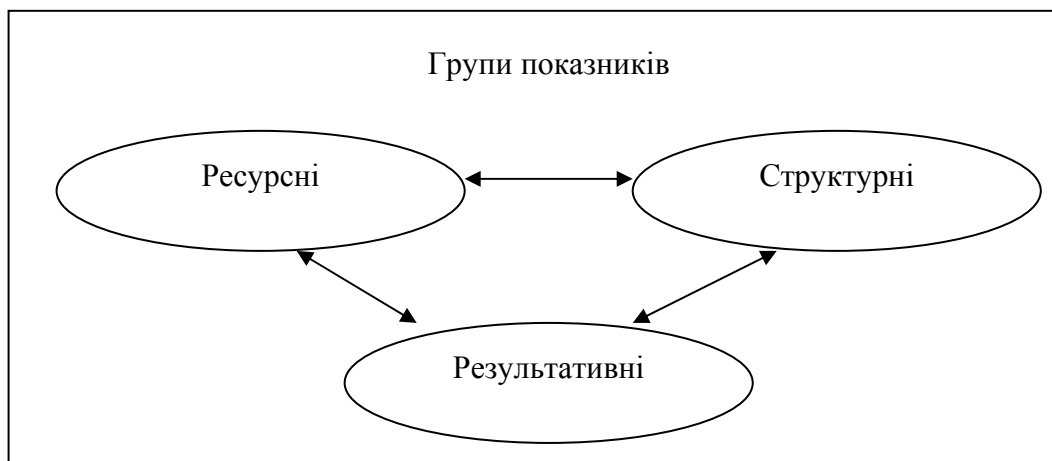 Групи показників
Ресурсні
Структурні
Результативні